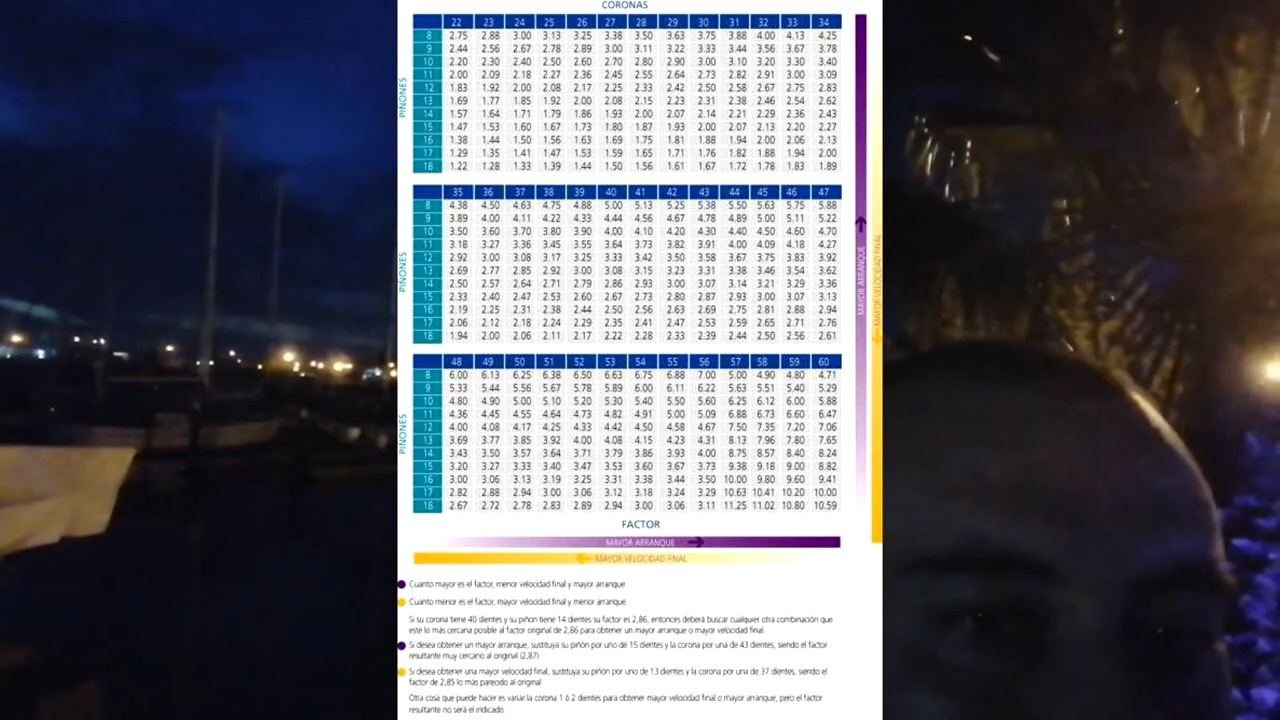 CORONAS
22 23 24 25 26 27 28 29 30 31 32 33 34
PIÑONES
8 2.75 2.88 3.00 3.13 3.25 3.38 3.50 3.63 3.75 3.88 4.00 4.13 4.25
9 2.44 2.56 2.67 2.78 2.89 3.00 3.11 3.22 3.33 3.44 3.56 3.67 3.78
10 2.20 2.30 2.40 2.50 2.60 2.70 2.80 2.90 3.00 3.10 3.20 3.30 3.40
11 2.00 2.09 2.18 2.27 2.36 2.45 2.55 2.64 2.73 2.82 2.91 3.00 3.09
12 1.83 1.92 2.00 2.08 2.17 2.25 2.33 2.42 2.50 2.58 2.67 2.75 2.83
13 1.69 1.77 1.85 1.92 2.00 2.08 2.15 2.23 2.31 2.38 2.46 2.54 2.62
14 1.57 1.64 1.71 1.79 1.86 1.93 2.00 2.07 2.14 2.21 2.29 2.36 2.43
15 1.47 1.53 1.60 1.67 1.73 1.80 1.87 1.93 2.00 2.07 2.13 2.20 2.27
16 1.38 1.44 1.50 1.56 1.63 1.69 1.75 1.81 1.88 1.94 2.00 2.06 2.13
17 1.29 1.35 1.41 1.47 1.53 1.59 1.65 1.71 1.76 1.82 1.88 1.94 2.00
18 1.22 1.28 1.33 1.39 1.44 1.50 1.56 1.61 1.67 1.72 1.78 1.83 1.89
35 36 37 38 39 40 41 42 43 44 45 46 47
PIÑONES
8 4.38 4.50 4.63 4.75 4.88 5.00 5.13 5.25 5.38 5.50 5.63 5.75 5.88
9 3.89 4.00 4.11 4.22 4.33 4.44 4.56 4.67 4.78 4.89 5.00 5.11 5.22
10 3.50 3.60 3.70 3.80 3.90 4.00 4.10 4.20 4.30 4.40 4.50 4.60 4.70
11 3.18 3.27 3.36 3.45 3.55 3.64 3.73 3.82 3.91 4.00 4.09 4.18 4.27
12 2.92 3.00 3.08 3.17 3.25 3.33 3.42 3.50 3.58 3.67 3.75 3.83 3.92
13 2.69 2.77 2.85 2.92 3.00 3.08 3.15 3.23 3.31 3.38 3.46 3.54 3.62
14 2.50 2.57 2.64 2.71 2.79 2.86 2.93 3.00 3.07 3.14 3.21 3.29 3.36
15 2.33 2.40 2.47 2.53 2.60 2.67 2.73 2.80 2.87 2.93 3.00 3.07 3.13
16 2.19 2.25 2.31 2.38 2.44 2.50 2.56 2.63 2.69 2.75 2.81 2.88 2.94
17 2.06 2.12 2.18 2.24 2.29 2.35 2.41 2.47 2.53 2.59 2.65 2.71 2.76
18 1.94 2.00 2.06 2.11 2.17 2.22 2.28 2.33 2.39 2.44 2.50 2.56 2.61
MAYOR ARRANQUE
MAYOR VELOCIDAD FINAL
48 49 50 51 52 53 54 55 56 57 58 59 60
PIÑONES
8 6.00 6.13 6.25 6.38 6.50 6.63 6.75 6.88 7.00 5.00 4.90 4.80 4.71
9 5.33 5.44 5.56 5.67 5.78 5.89 6.00 6.11 6.22 5.63 5.51 5.40 5.29
10 4.80 4.90 5.00 5.10 5.20 5.30 5.40 5.50 5.60 6.25 6.12 6.00 5.88
11 4.36 4.45 4.55 4.64 4.73 4.82 4.91 5.00 5.09 6.88 6.73 6.60 6.47
12 4.00 4.08 4.17 4.25 4.33 4.42 4.50 4.58 4.67 7.50 7.35 7.20 7.06
13 3.69 3.77 3.85 3.92 4.00 4.08 4.15 4.23 4.31 8.13 7.96 7.80 7.65
14 3.43 3.50 3.57 3.64 3.71 3.79 3.86 3.93 4.00 8.75 8.57 8.40 8.24
15 3.20 3.27 3.33 3.40 3.47 3.53 3.60 3.67 3.73 9.38 9.18 9.00 8.82
16 3.00 3.06 3.13 3.19 3.25 3.31 3.38 3.44 3.50 10.00 9.80 9.60 9.41
17 2.82 2.88 2.94 3.00 3.06 3.12 3.18 3.24 3.29 10.63 10.41 10.20 10.00
18 2.67 2.72 2.78 2.83 2.89 2.94 3.00 3.06 3.11 11.25 11.02 10.80 10.59
FACTOR
MAYOR ARRANQUE
MAYOR VELOCIDAD FINAL
Cuanto mayor es el factor, menor velocidad final y mayor arranque
Cuanto menor es el factor, mayor velocidad final y menor arranque
Si su corona tiene 40 dientes y su piñon tiene 14 dientes su factor es 2,86, entonces deberá buscar cualquier otra combinación que
esté lo más cercana posible al factor original de 2,86 para obtener un mayor arranque o mayor velocidad final.
Si desea obtener un mayor arranque, sustituya su piñón por uno de 15 dientes y la corona por una de 43 dientes, siendo el factor
resultante muy cercano al original (2,87)
Si desea obtener una mayor velocidad final, sustituya su piñón por uno de 13 dientes y la corona por una de 37 dientes, siendo el
factor de 2,85 lo más parecido al original.
Otra cosa que puede hacer es variar la corona 1 ó 2 dientes para obtener mayor velocidad final o mayor arranque, pero el factor
resultante no será el indicado.